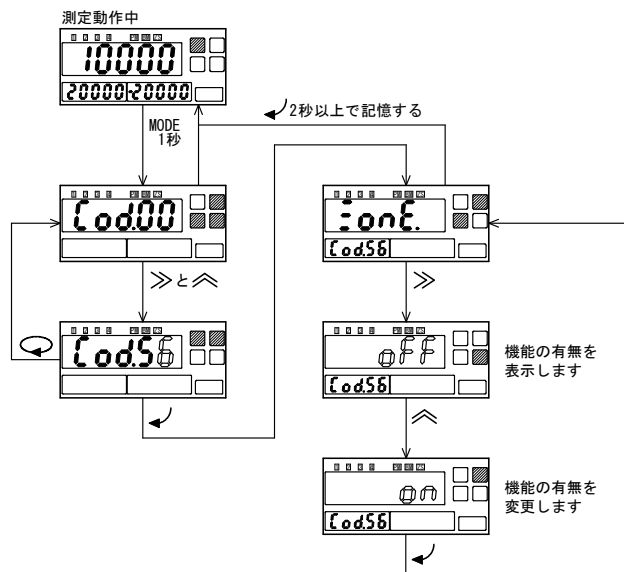 測定動作中
10000
20000 -20000
MODE
1秒
2秒以上で記憶する
Cod.00
ZonE.
Cod.56
と
Cod.56
oFF
Cod.56
機能の有無を
表示します
on
Cod.56
機能の有無を
変更します